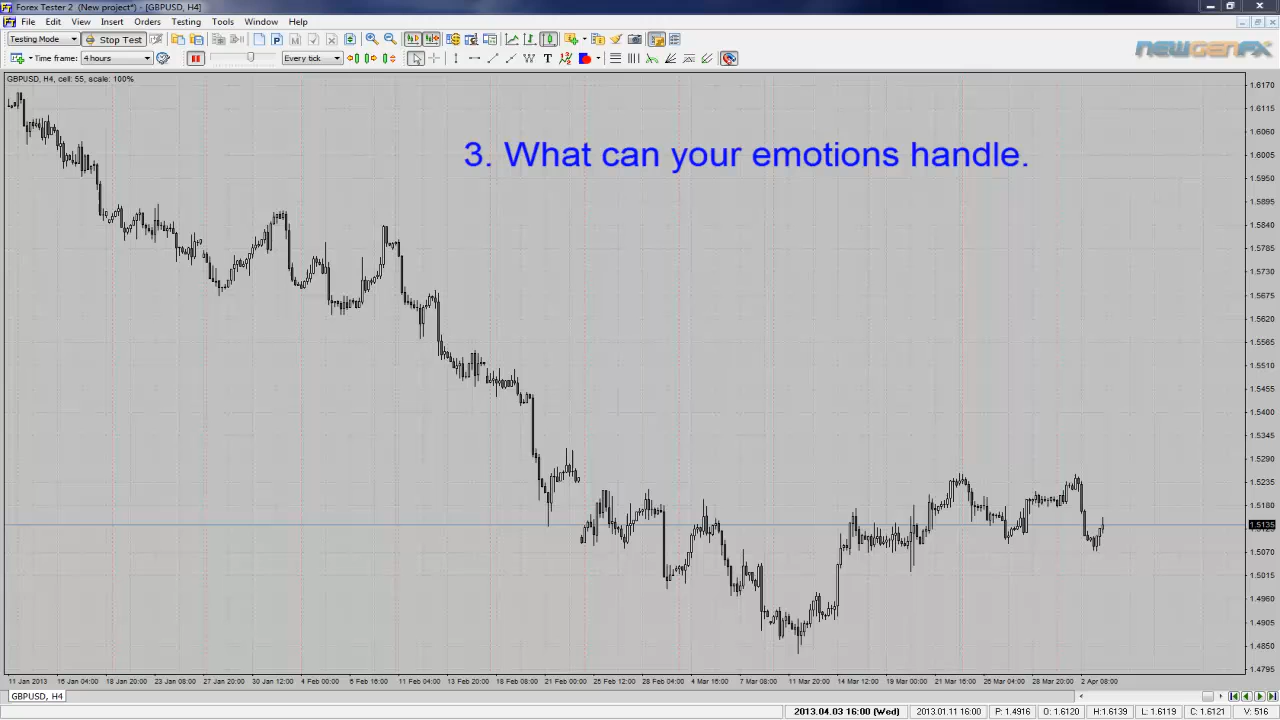 Forex Tester 2 (New project*) - [GBPUSD, H4]
File Edit View Insert Orders Testing Tools Window Help
Testing Mode Stop Test
Time frame: 4 hours Every tick
NEWGENFX
GBPUSD, H4, cell: 55, scale: 100%
3. What can your emotions handle.
1.6170
1.6115
1.6060
1.6005
1.5950
1.5895
1.5840
1.5785
1.5730
1.5675
1.5620
1.5565
1.5510
1.5455
1.5400
1.5345
1.5290
1.5235
1.5180
1.5135
1.5070
1.5015
1.4960
1.4905
1.4850
1.4795
11 Jan 2013 16 Jan 04:00 18 Jan 20:00 23 Jan 08:00 27 Jan 20:00 30 Jan 12:00 4 Feb 00:00 6 Feb 16:00 11 Feb 04:00 13 Feb 20:00 18 Feb 08:00 21 Feb 00:00 25 Feb 12:00 28 Feb 04:00 4 Mar 16:00 7 Mar 08:00 11 Mar 20:00 14 Mar 12:00 19 Mar 00:00 21 Mar 16:00 26 Mar 04:00 28 Mar 20:00 2 Apr 08:00
GBPUSD, H4
2013.04.03 16:00 (Wed) 2013.01.11 16:00 P: 1.4916 O: 1.6120 H: 1.6139 L: 1.6119 C: 1.6121 V: 516